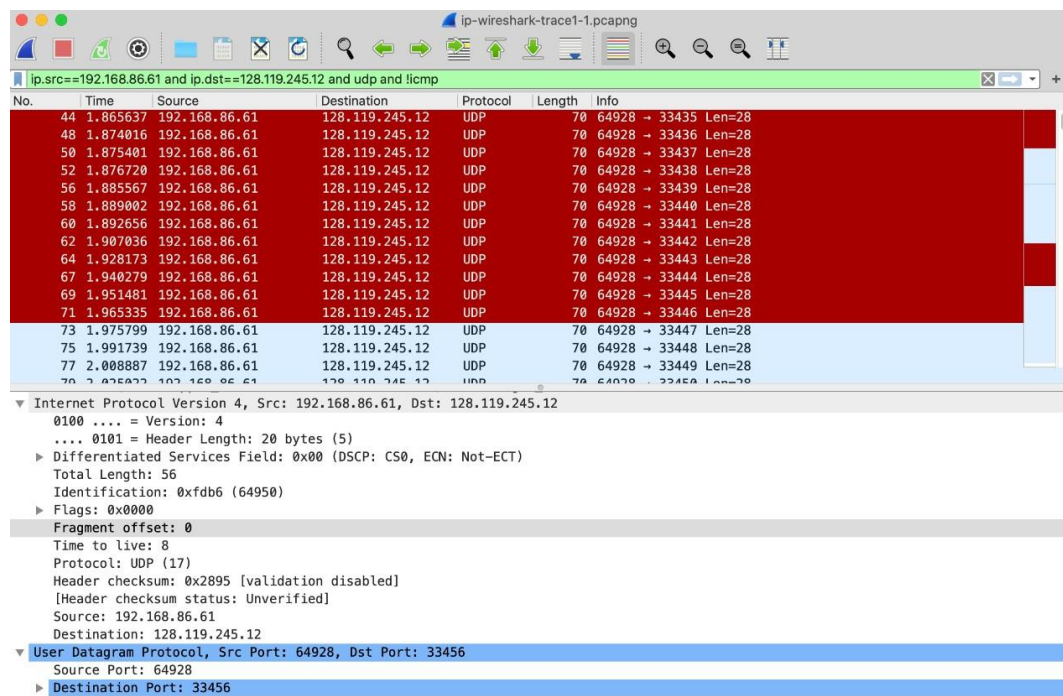 ip-wireshark-trace1-1.pcapng
ip.src==192.168.86.61 and ip.dst==128.119.245.12 and udp and !icmp
No. Time Source Destination Protocol Length Info
44 1.865637 192.168.86.61 128.119.245.12 UDP 70 64928 → 33435 Len=28
48 1.874016 192.168.86.61 128.119.245.12 UDP 70 64928 → 33436 Len=28
50 1.875401 192.168.86.61 128.119.245.12 UDP 70 64928 → 33437 Len=28
52 1.876720 192.168.86.61 128.119.245.12 UDP 70 64928 → 33438 Len=28
56 1.885567 192.168.86.61 128.119.245.12 UDP 70 64928 → 33439 Len=28
58 1.889002 192.168.86.61 128.119.245.12 UDP 70 64928 → 33440 Len=28
60 1.892656 192.168.86.61 128.119.245.12 UDP 70 64928 → 33441 Len=28
62 1.907036 192.168.86.61 128.119.245.12 UDP 70 64928 → 33442 Len=28
64 1.928173 192.168.86.61 128.119.245.12 UDP 70 64928 → 33443 Len=28
67 1.940279 192.168.86.61 128.119.245.12 UDP 70 64928 → 33444 Len=28
69 1.951481 192.168.86.61 128.119.245.12 UDP 70 64928 → 33445 Len=28
71 1.965335 192.168.86.61 128.119.245.12 UDP 70 64928 → 33446 Len=28
73 1.975799 192.168.86.61 128.119.245.12 UDP 70 64928 → 33447 Len=28
75 1.991739 192.168.86.61 128.119.245.12 UDP 70 64928 → 33448 Len=28
77 2.008887 192.168.86.61 128.119.245.12 UDP 70 64928 → 33449 Len=28
Internet Protocol Version 4, Src: 192.168.86.61, Dst: 128.119.245.12
0100 .... = Version: 4
.... 0101 = Header Length: 20 bytes (5)
Differentiated Services Field: 0x00 (DSCP: CS0, ECN: Not-ECT)
Total Length: 56
Identification: 0xfdb6 (64950)
Flags: 0x0000
Fragment offset: 0
Time to live: 8
Protocol: UDP (17)
Header checksum: 0x2895 [validation disabled]
[Header checksum status: Unverified]
Source: 192.168.86.61
Destination: 128.119.245.12
User Datagram Protocol, Src Port: 64928, Dst Port: 33456
Source Port: 64928
Destination Port: 33456